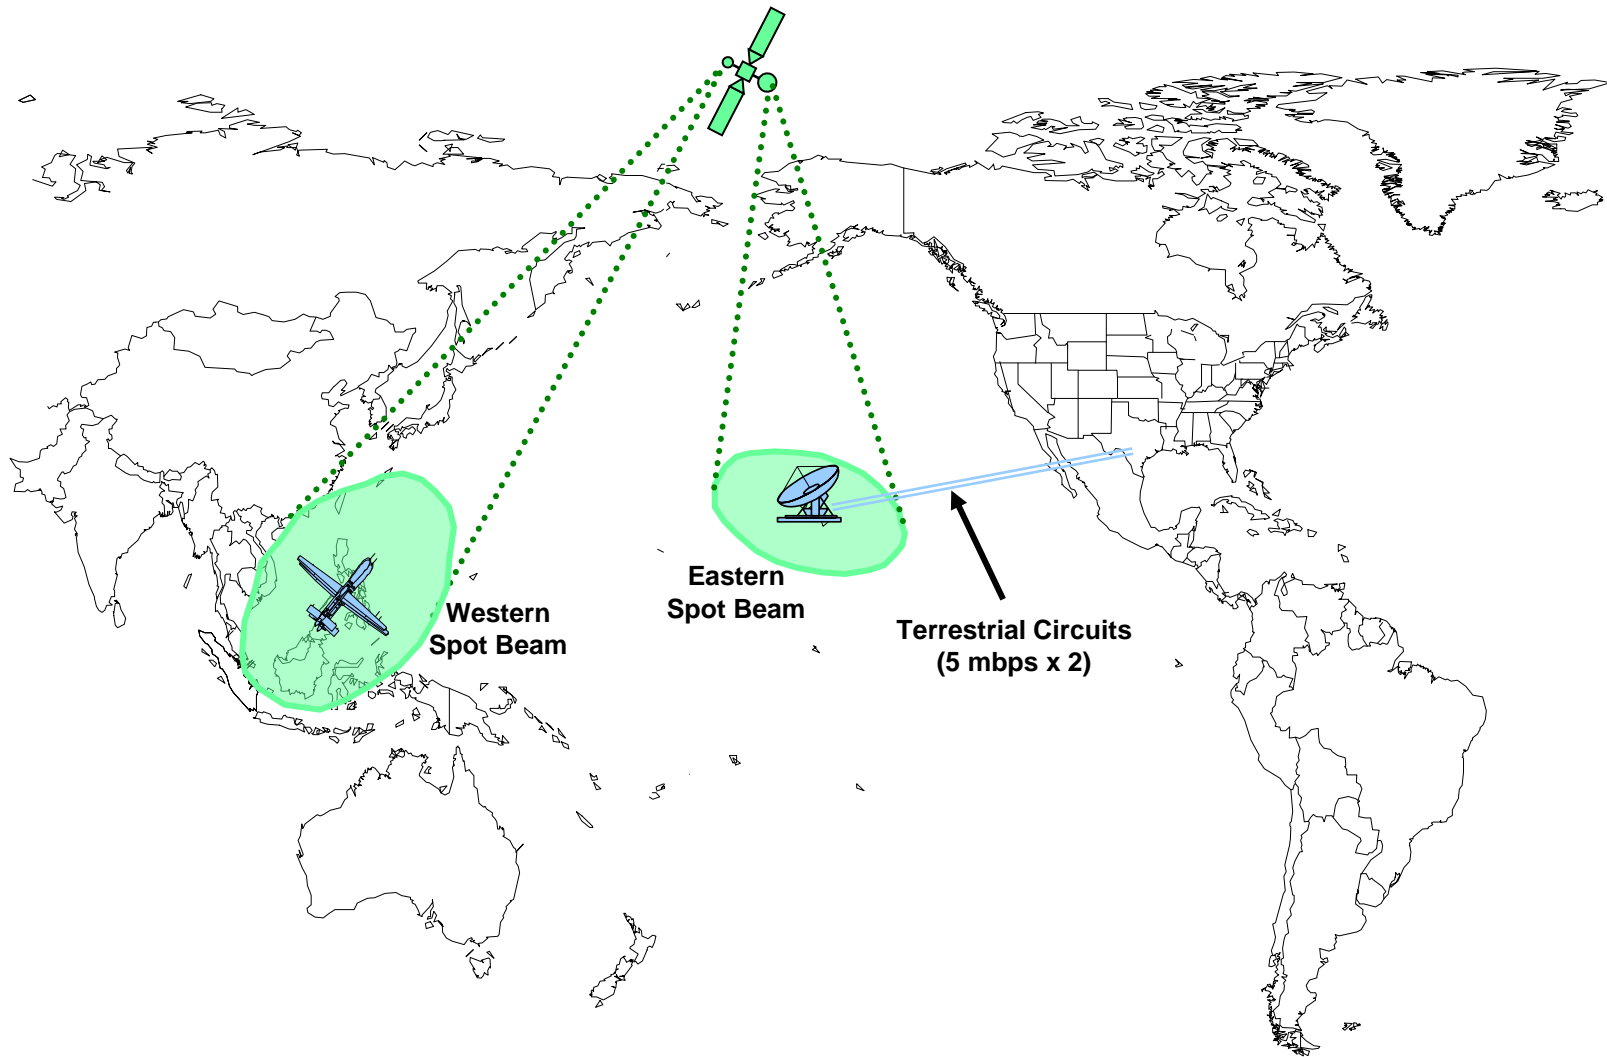 Eastern
Spot Beam
Western
Spot Beam
Terrestrial Circuits
(5 mbps x 2)